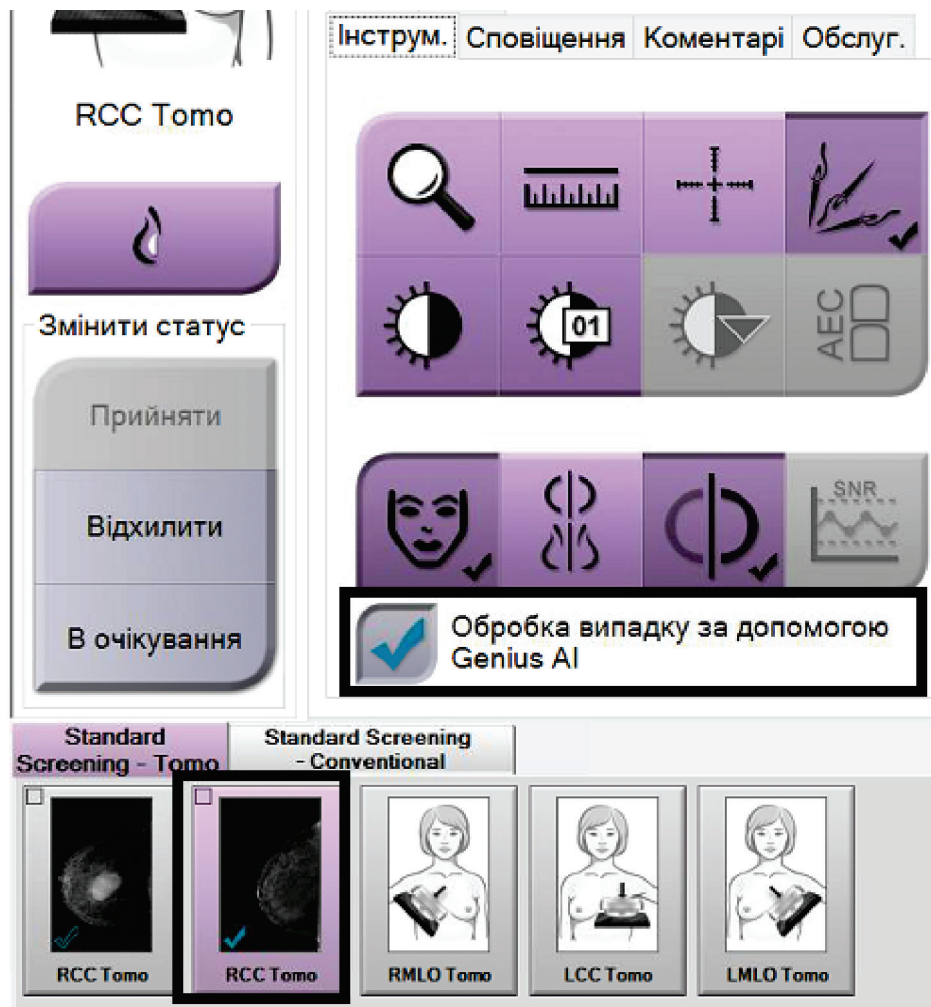 RCC Tomo
Змінити статус
Прийняти
Відхилити
В очікування
Інструм.
Сповіщення
Коментарі
Обслуг.
01
AEC
SNR
Обробка випадку за допомогою
Genius AI
Standard
Screening - Tomo
Standard Screening
- Conventional
RCC Tomo
RCC Tomo
RMLO Tomo
LCC Tomo
LMLO Tomo